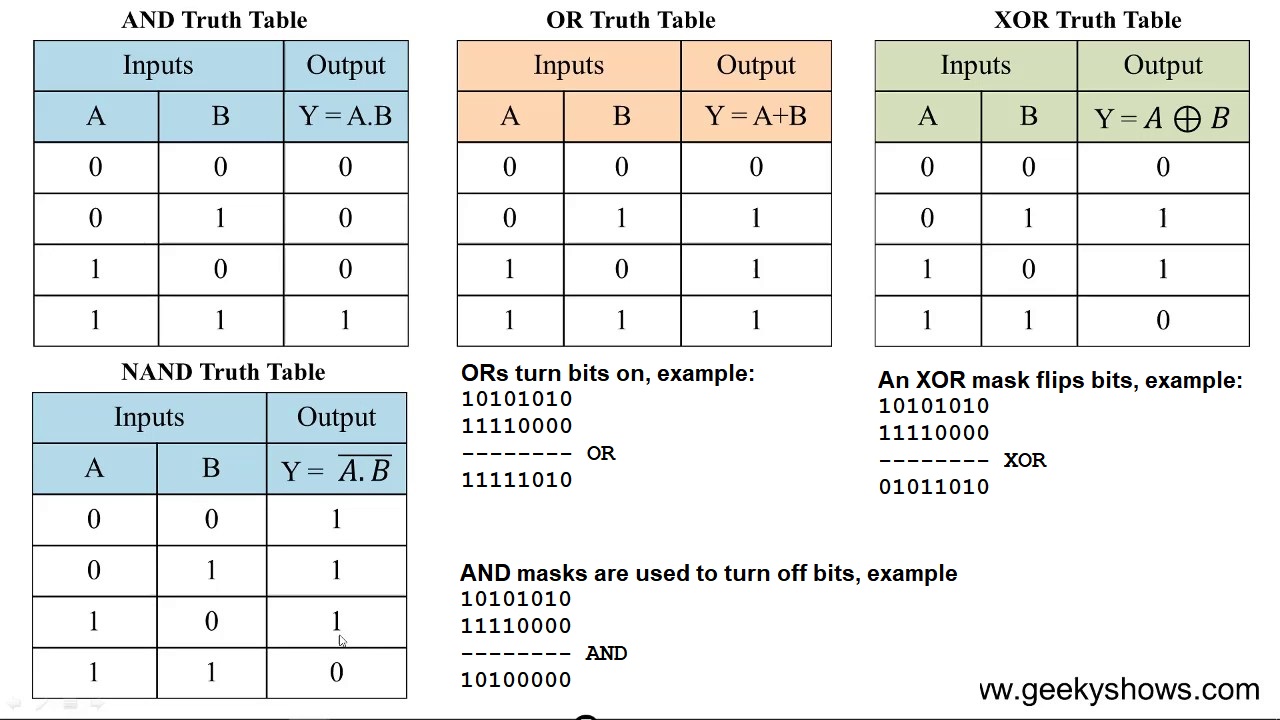 AND Truth Table
Inputs Output
A B Y = A.B
0 0 0
0 1 0
1 0 0
1 1 1
OR Truth Table
Inputs Output
A B Y = A+B
0 0 0
0 1 1
1 0 1
1 1 1
XOR Truth Table
Inputs Output
A B Y = A ⊕ B
0 0 0
0 1 1
1 0 1
1 1 0
NAND Truth Table
Inputs Output
A B Y = A̅.̅B̅
0 0 1
0 1 1
1 0 1
1 1 0
ORs turn bits on, example:
10101010
11110000
-------- OR
11111010
An XOR mask flips bits, example:
10101010
11110000
-------- XOR
01011010
AND masks are used to turn off bits, example
10101010
11110000
-------- AND
10100000
w.geekyshows.com